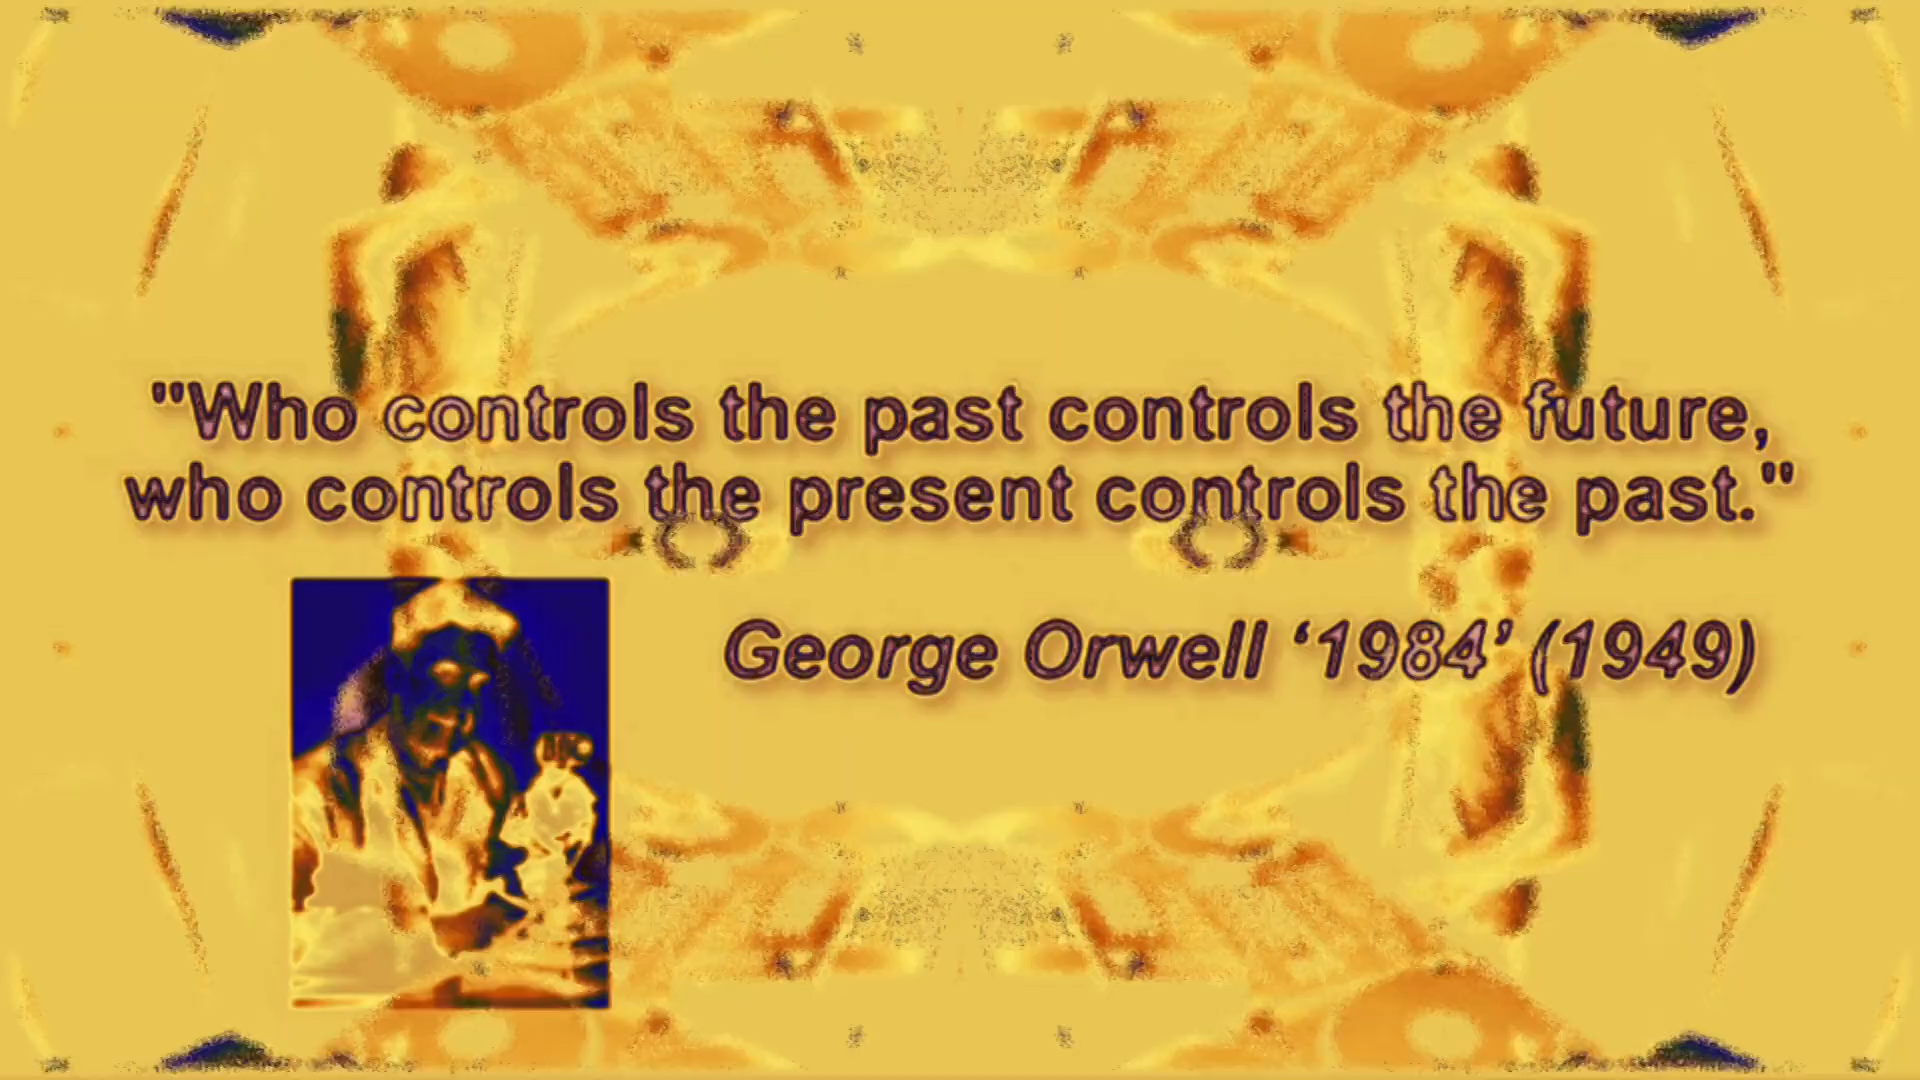 "Who controls the past controls the future,
who controls the present controls the past."
George Orwell ‘1984’ (1949)